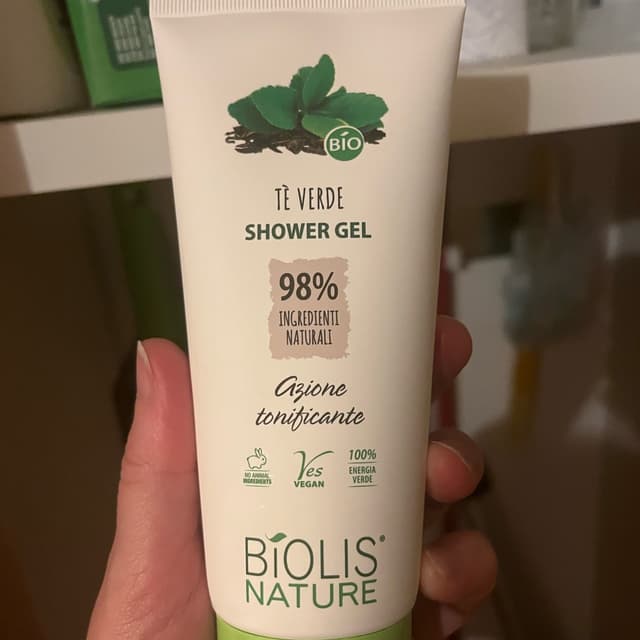 BIO
TÈ VERDE
SHOWER GEL
98%
INGREDIENTI
NATURALI
Azione
tonificante
NO ANIMAL
INGREDIENTS
Yes
VEGAN
100%
ENERGIA
VERDE
BiOLIS®
NATURE